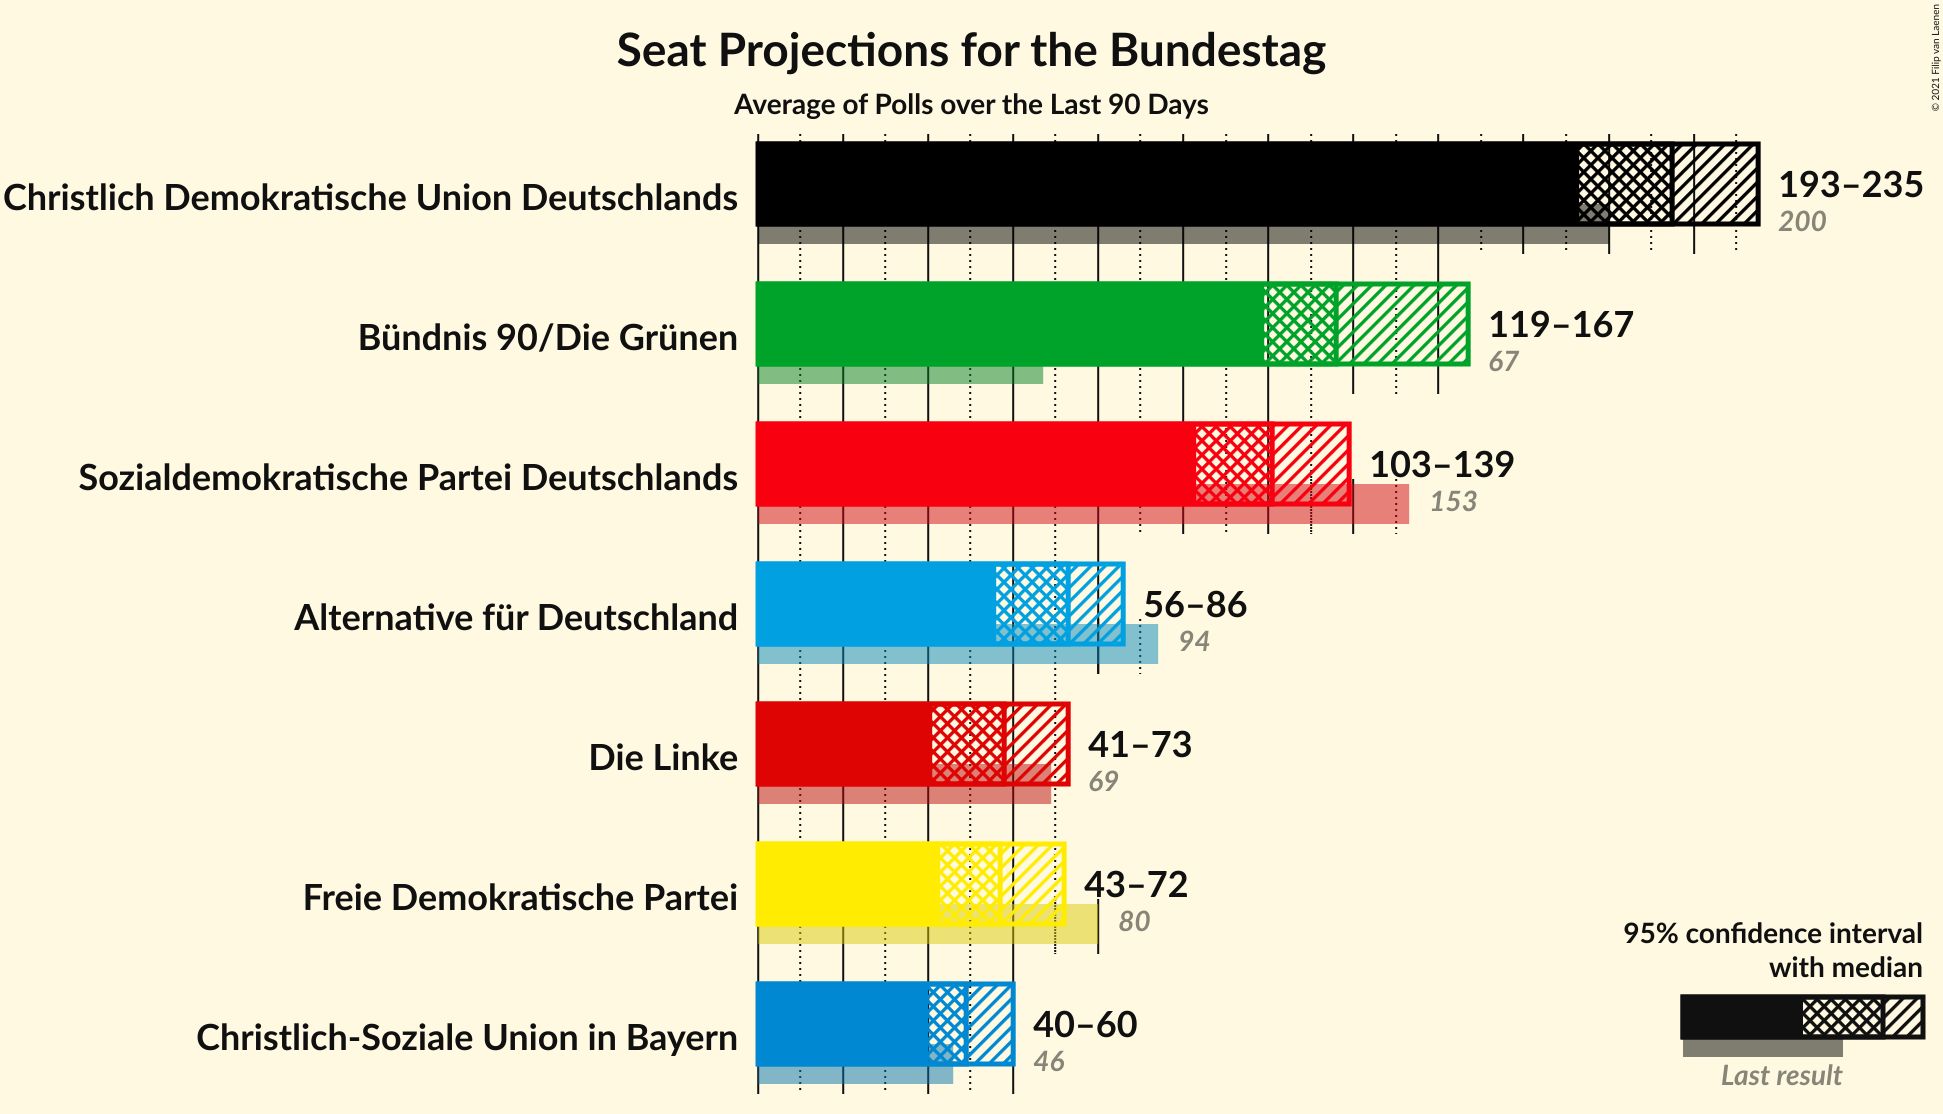 Seat Projections for the Bundestag
Average of Polls over the Last 90 Days
© 2021 Filip van Laenen
Christlich Demokratische Union Deutschlands
193–235
200
Bündnis 90/Die Grünen
119–167
67
Sozialdemokratische Partei Deutschlands
103–139
153
Alternative für Deutschland
56–86
94
Die Linke
41–73
69
Freie Demokratische Partei
43–72
80
Christlich-Soziale Union in Bayern
40–60
46
95% confidence interval
with median
Last result